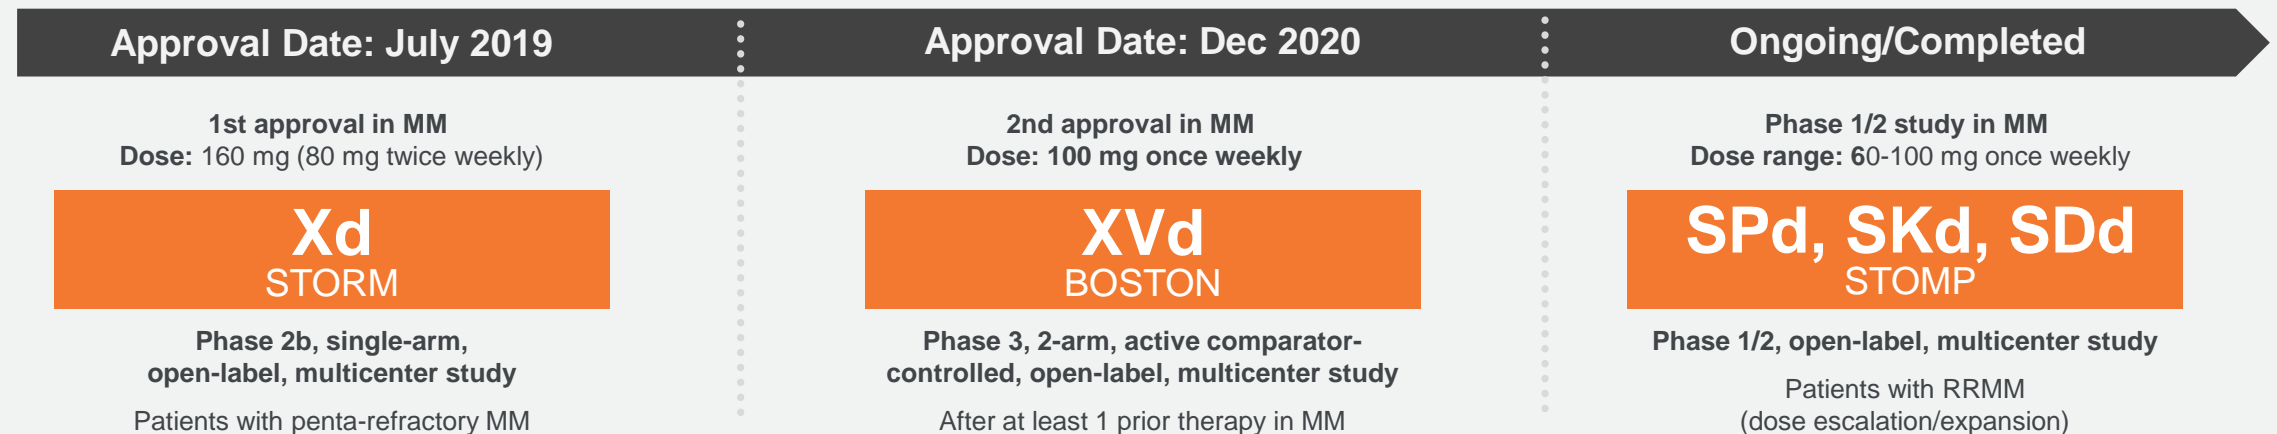 Approval Date: July 2019
1st approval in MM
Dose: 160 mg (80 mg twice weekly)
Xd
STORM
Phase 2b, single-arm,
open-label, multicenter study
Patients with penta-refractory MM
Approval Date: Dec 2020
2nd approval in MM
Dose: 100 mg once weekly
XVd
BOSTON
Phase 3, 2-arm, active comparator-
controlled, open-label, multicenter study
After at least 1 prior therapy in MM
Ongoing/Completed
Phase 1/2 study in MM
Dose range: 60-100 mg once weekly
SPd, SKd, SDd
STOMP
Phase 1/2, open-label, multicenter study
Patients with RRMM
(dose escalation/expansion)